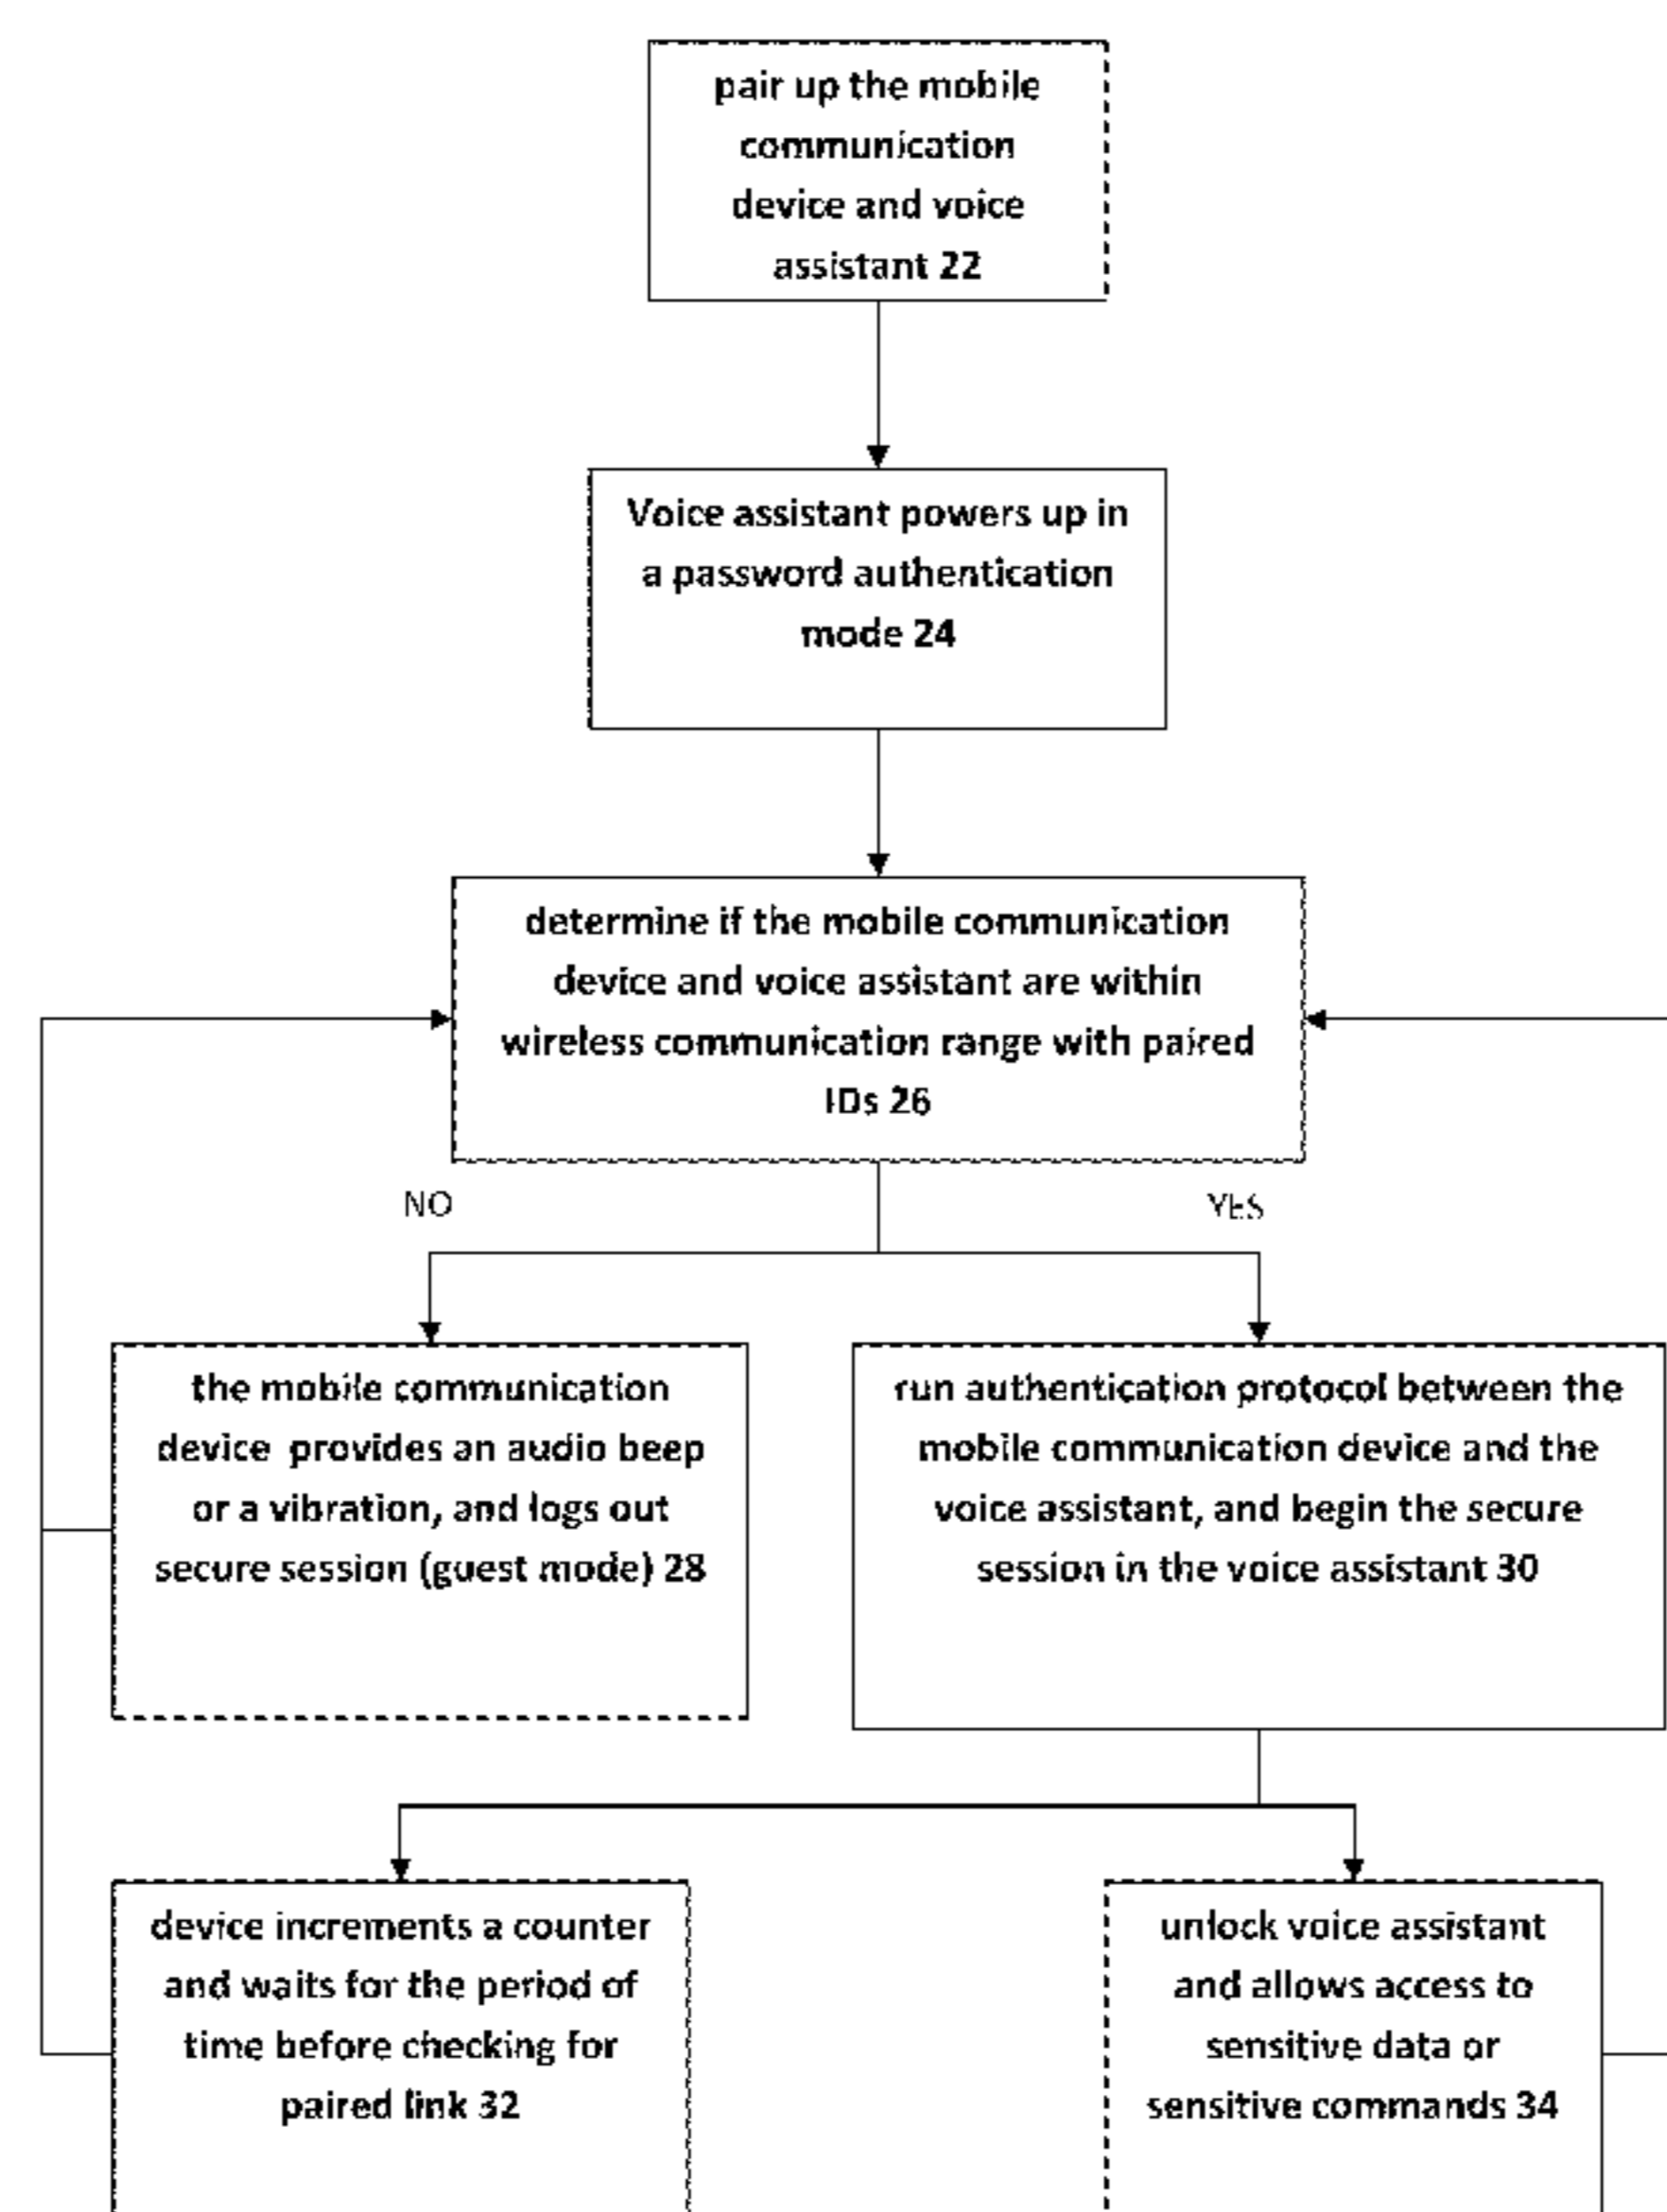 pair up the mobile
communication
device and voice
assistant 22
Voice assistant powers up in
a password authentication
mode 24
determine if the mobile communication
device and voice assistant are within
wireless communication range with paired
IDs 26
NO
YES
the mobile communication
device provides an audio beep
or a vibration, and logs out
secure session (guest mode) 28
run authentication protocol between the
mobile communication device and the
voice assistant, and begin the secure
session in the voice assistant 30
device increments a counter
and waits for the period of
time before checking for
paired link 32
unlock voice assistant
and allows access to
sensitive data or
sensitive commands 34